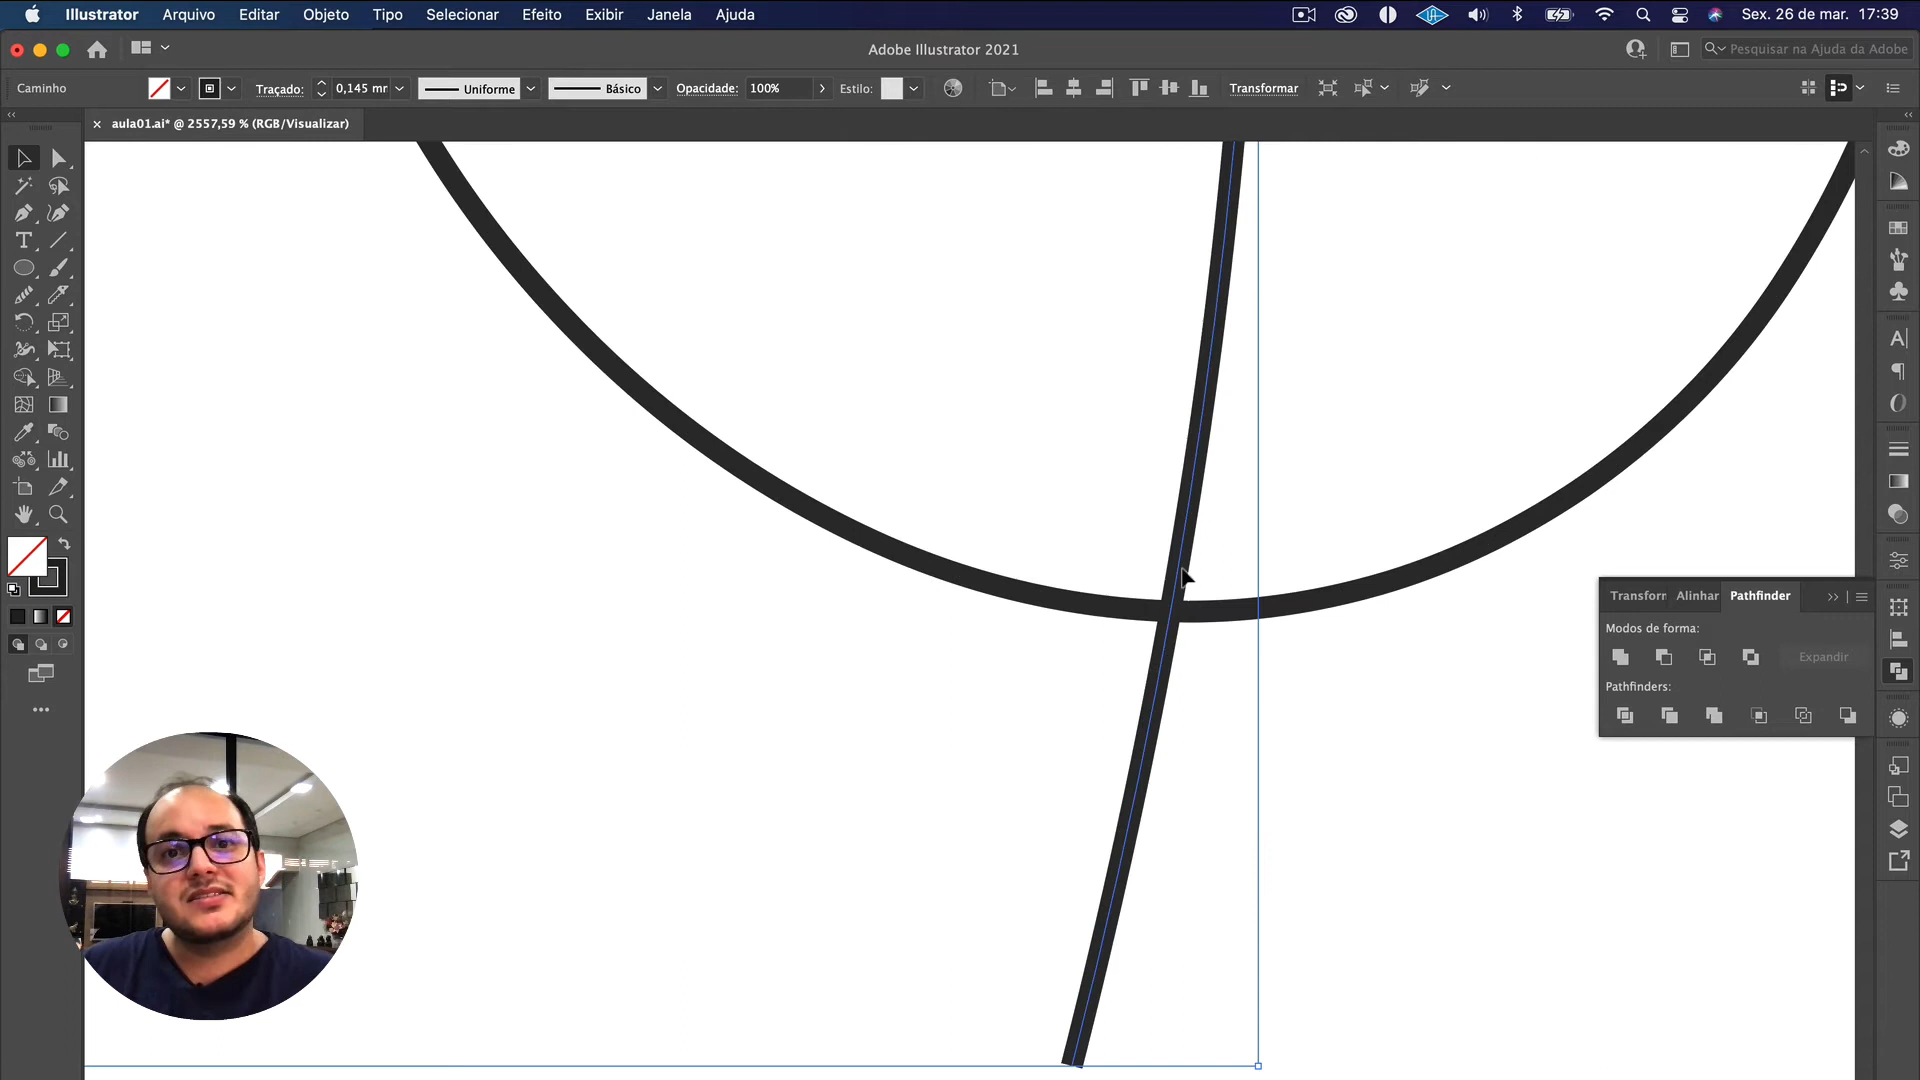 Illustrator Arquivo Editar Objeto Tipo Selecionar Efeito Exibir Janela Ajuda Sex. 26 de mar. 17:39
Adobe Illustrator 2021
Pesquisar na Ajuda da Adobe
Caminho Traçado: 0,145 mm Uniforme Básico Opacidade: 100% Estilo: Transformar
aula01.ai* @ 2557,59 % (RGB/Visualizar)
Transforn Alinhar Pathfinder
Modos de forma:
Expandir
Pathfinders: